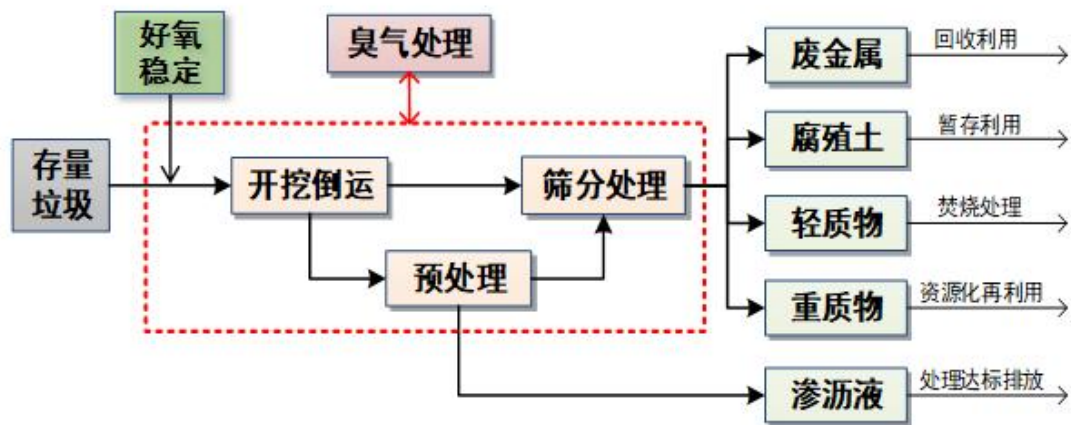 好氧
稳定
臭气处理
存量
垃圾
开挖倒运
筛分处理
预处理
废金属
回收利用
腐殖土
暂存利用
轻质物
焚烧处理
重质物
资源化再利用
渗沥液
处理达标排放